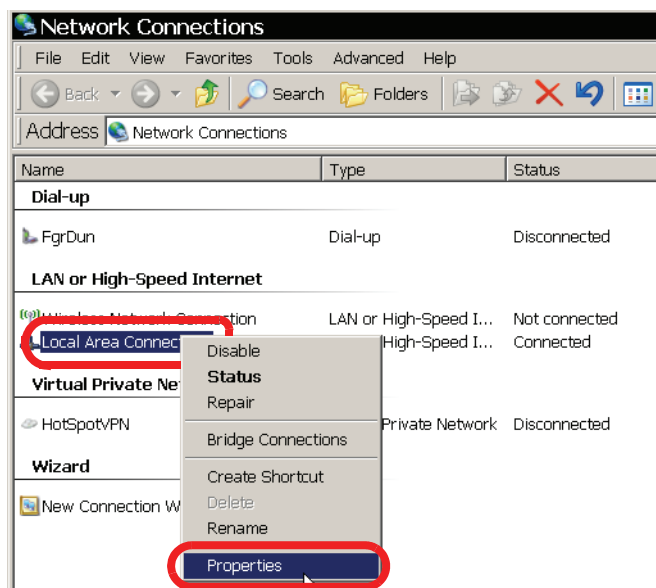 Network Connections
File Edit View Favorites Tools Advanced Help
Back Search Folders
Address Network Connections
Name Type Status
Dial-up
FgrDun Dial-up Disconnected
LAN or High-Speed Internet
Wireless Network Connection LAN or High-Speed I... Not connected
Local Area Connec High-Speed I... Connected
Disable
Status
Virtual Private Ne
Repair
HotSpotVPN Private Network Disconnected
Bridge Connections
Wizard
Create Shortcut
Delete
New Connection W
Rename
Properties